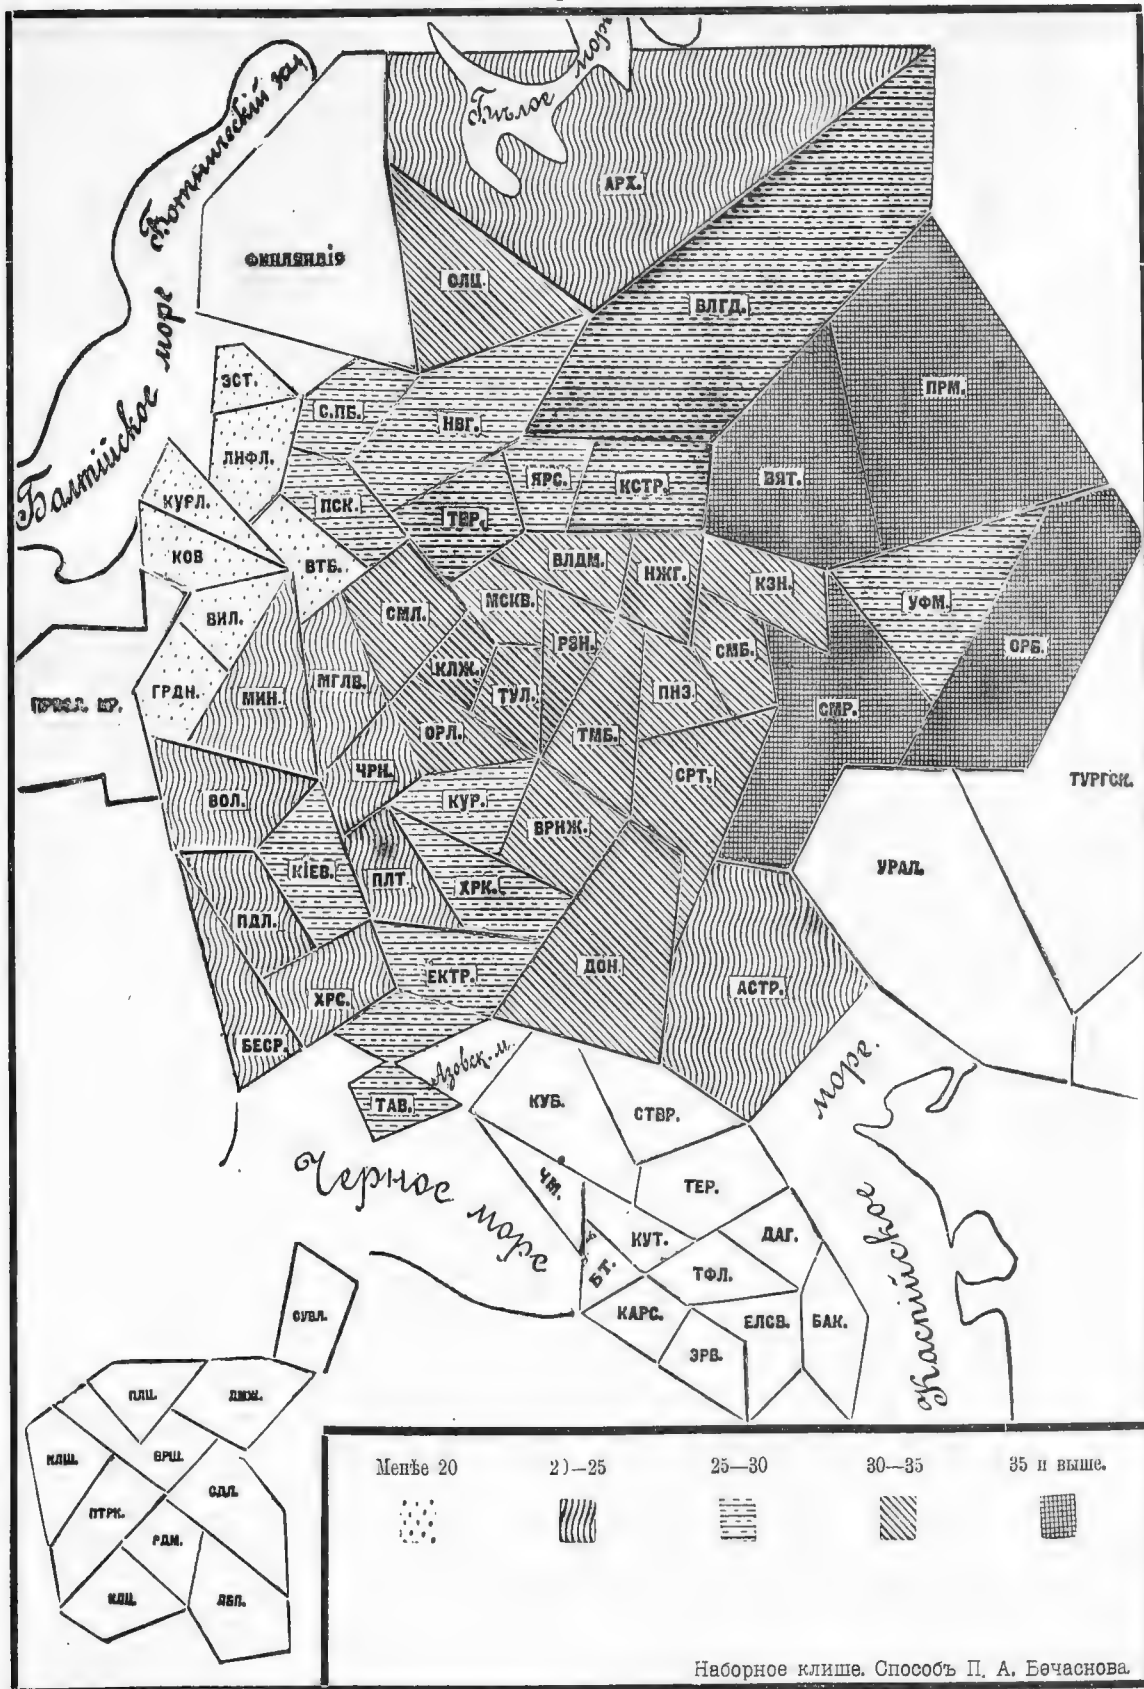 Ботническій зал.
Бѣлое море
АРХ.
ФИНЛЯНДІЯ
ОЛЦ.
ВЛГД.
Балтійское море
ЭСТ.
С.ПБ.
НВГ.
ПРМ.
ЛИФЛ.
ЯРС.
КСТР.
ВЯТ.
КУРЛ.
ПСК.
ТВР.
КОВ
ВТБ.
ВЛДМ.
НЖГ.
КЗН.
УФМ.
ВИЛ.
СМЛ.
МСКВ.
РЗН.
СМБ.
ОРБ.
ГРДН.
МИН.
МГЛВ.
КЛЖ.
ТУЛ.
ПНЗ.
СМР.
ОРЛ.
ТМБ.
ЧРН.
СРТ.
ТУРГСК.
ВОЛ.
КУР.
ВРНЖ.
КІЕВ.
ПЛТ.
ХРК.
УРАЛ.
ПДЛ.
ХРС.
ЕКТР.
ДОН.
АСТР.
БЕСР.
Азовск. м.
ТАВ.
КУБ.
СТВР.
Черное море
ЧМ.
ТЕР.
Каспійское море.
БТ.
КУТ.
ДАГ.
ТФЛ.
КАРС.
ЕЛСВ.
БАК.
ЭРВ.
СУВЛ.
ПЛЦ.
ЛМЖ.
КЛШ.
ВРШ.
СДЛ.
ПТРК.
РДМ.
КЛЦ.
ЛБЛ.
Менѣе 20
20—25
25—30
30—35
35 и выше.
Наборное клише. Способъ П. А. Бечаснова